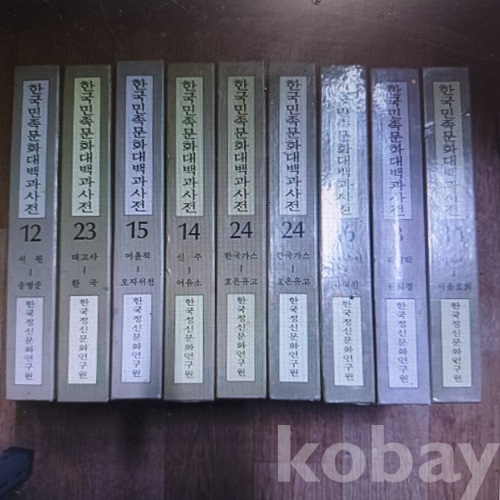 한국민족문화대백과사전
12
서원
송병순
한국정신문화연구원
한국민족문화대백과사전
23
태고사
한국
한국정신문화연구원
한국민족문화대백과사전
15
여윤적
오자서전
한국정신문화연구원
한국민족문화대백과사전
14
신주
여유소
한국정신문화연구원
한국민족문화대백과사전
24
한국가스
호은유고
한국정신문화연구원
한국민족문화대백과사전
24
한국가스
호은유고
한국정신문화연구원
한국민족문화대백과사전
6
한국정신문화연구원
한국민족문화대백과사전
한국정신문화연구원
한국민족문화대백과사전
한국정신문화연구원
kobay